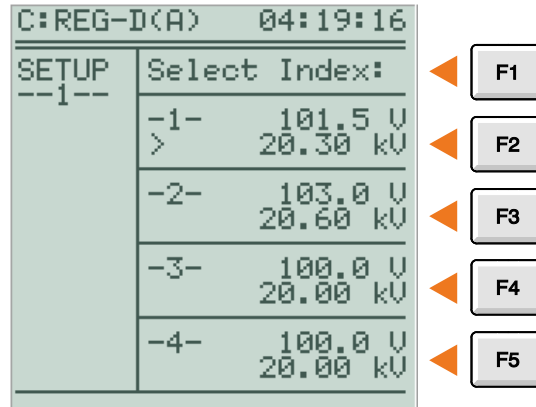 C:REG-D(A) 04:19:16
SETUP Select Index: F1
--1--
-1- 101.5 V
> 20.30 kV F2
-2- 103.0 V
20.60 kV F3
-3- 100.0 V
20.00 kV F4
-4- 100.0 V
20.00 kV F5